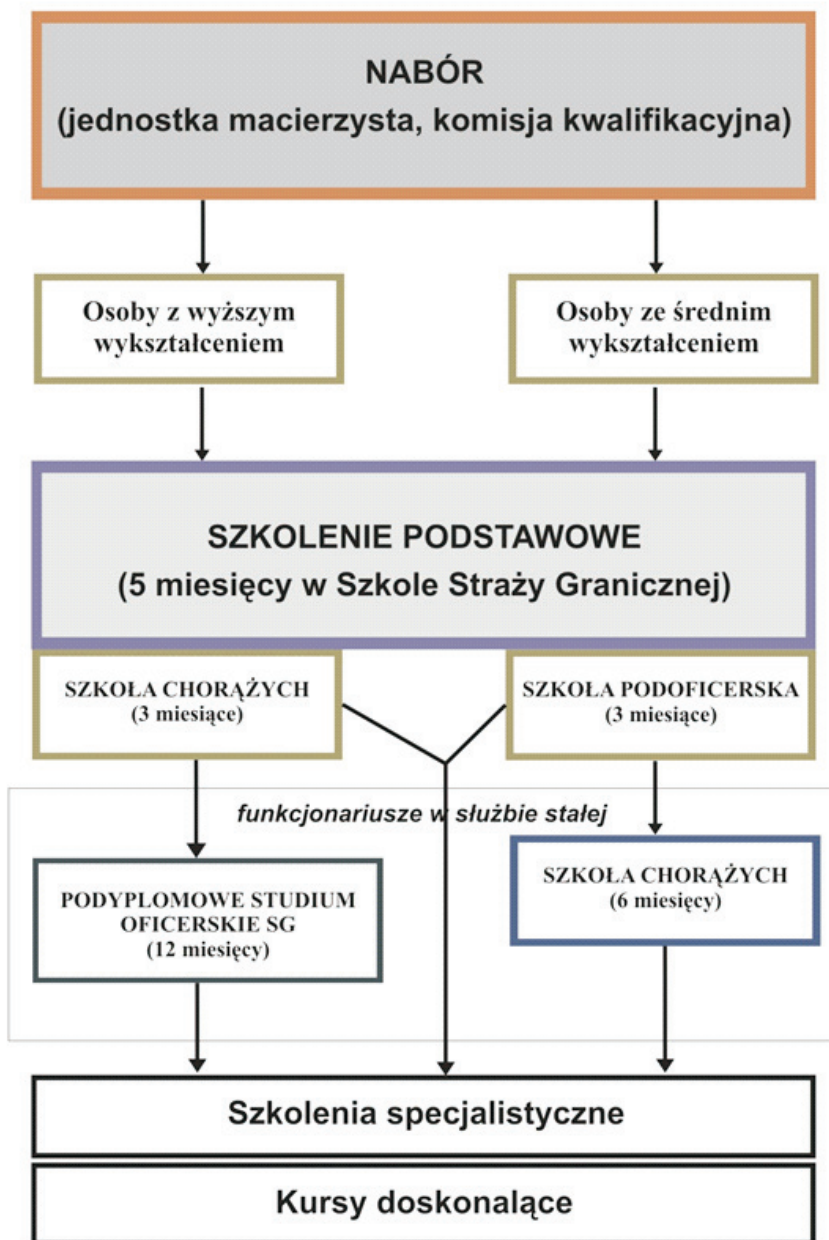 NABÓR
(jednostka macierzysta, komisja kwalifikacyjna)
Osoby z wyższym
wykształceniem
Osoby ze średnim
wykształceniem
SZKOLENIE PODSTAWOWE
(5 miesięcy w Szkole Straży Granicznej)
SZKOŁA CHORĄŻYCH
(3 miesiące)
SZKOŁA PODOFICERSKA
(3 miesiące)
funkcjonariusze w służbie stałej
PODYPLOMOWE STUDIUM
OFICERSKIE SG
(12 miesięcy)
SZKOŁA CHORĄŻYCH
(6 miesięcy)
Szkolenia specjalistyczne
Kursy doskonalące